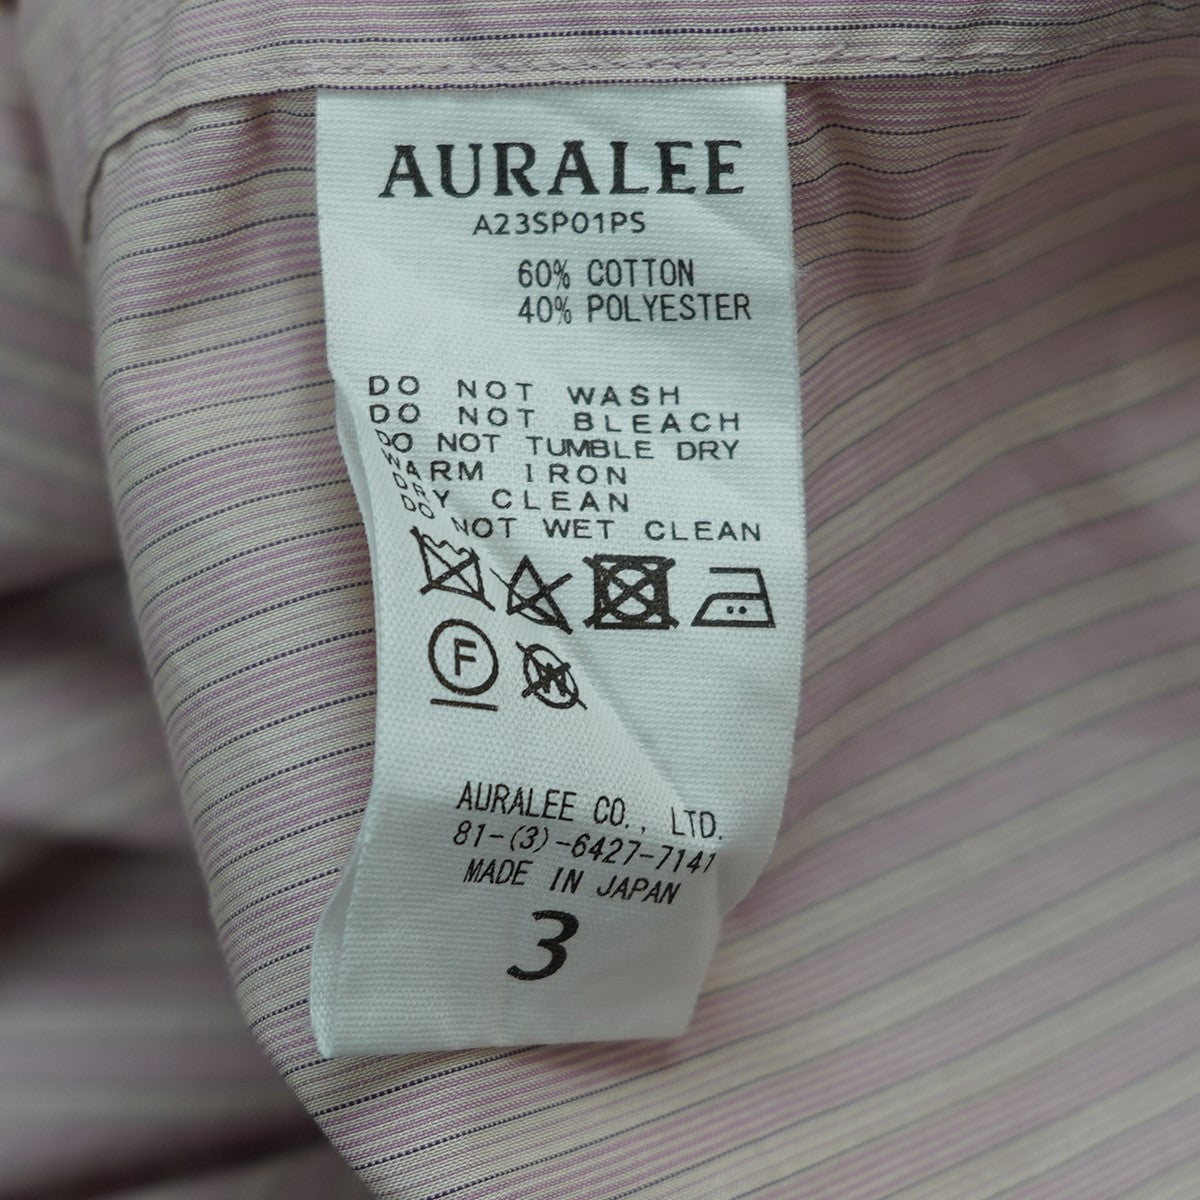 AURALEE
A23SP01PS
60% COTTON
40% POLYESTER
DO NOT WASH
DO NOT BLEACH
DO NOT TUMBLE DRY
WARM IRON
DRY CLEAN
DO NOT WET CLEAN
F
W
AURALEE CO., LTD.
81-(3)-6427-7141
MADE IN JAPAN
3